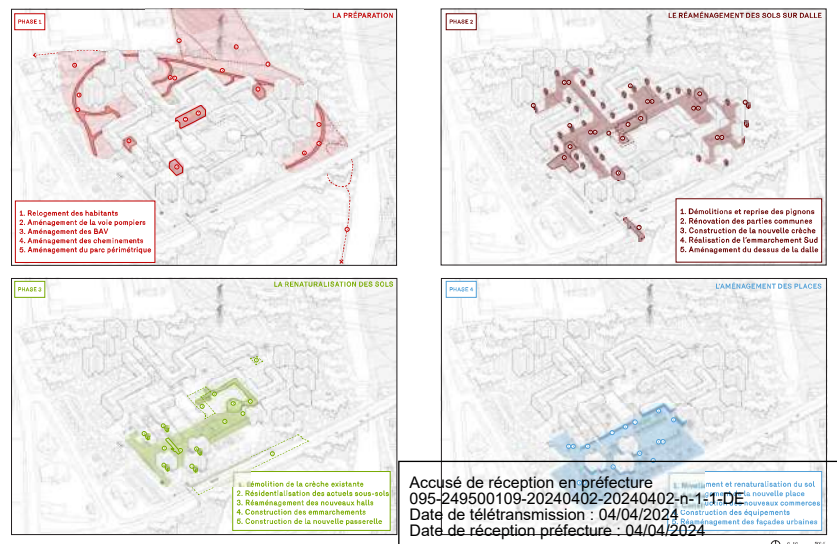 PHASE 1
LA PRÉPARATION
1. Relogement des habitants
2. Aménagement de la voie pompiers
3. Aménagement des BAV
4. Aménagement des cheminements
5. Aménagement du parc périmétrique
PHASE 2
LE RÉAMÉNAGEMENT DES SOLS SUR DALLE
1. Démolitions et reprise des pignons
2. Rénovation des parties communes
3. Construction de la nouvelle crèche
4. Réalisation de l'emmarchement Sud
5. Aménagement du dessus de la dalle
PHASE 3
LA RENATURALISATION DES SOLS
1. Démolition de la crèche existante
2. Résidentialisation des actuels sous-sols
3. Réaménagement des nouveaux halls
4. Construction des emmarchements
5. Construction de la nouvelle passerelle
PHASE 4
L'AMÉNAGEMENT DES PLACES
ment et renaturalisation du sol
la nouvelle place
nouveaux commerces
Construction des équipements
Réaménagement des façades urbaines
Accusé de réception en préfecture
095-249500109-20240402-20240402-n-1-1-DE
Date de télétransmission : 04/04/2024
Date de réception préfecture : 04/04/2024